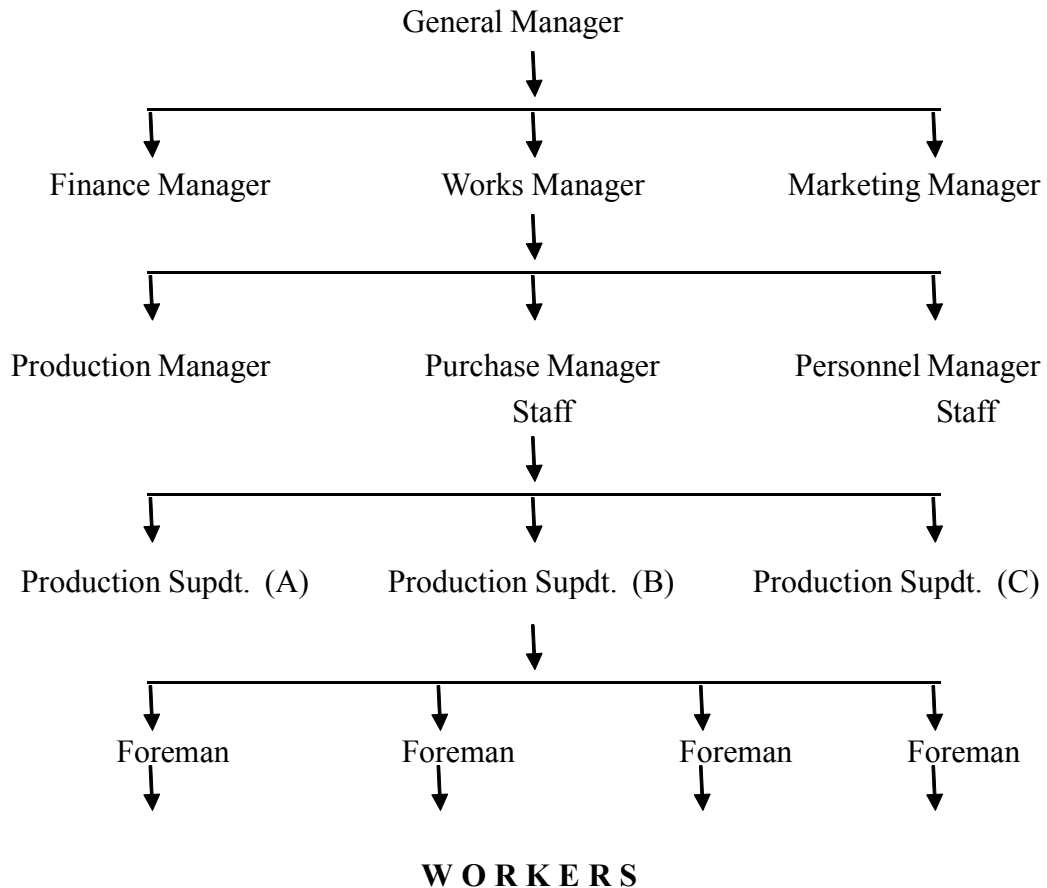 General Manager
Finance Manager Works Manager Marketing Manager
Production Manager Purchase Manager Personnel Manager
Staff Staff
Production Supdt. (A) Production Supdt. (B) Production Supdt. (C)
Foreman Foreman Foreman Foreman
W O R K E R S